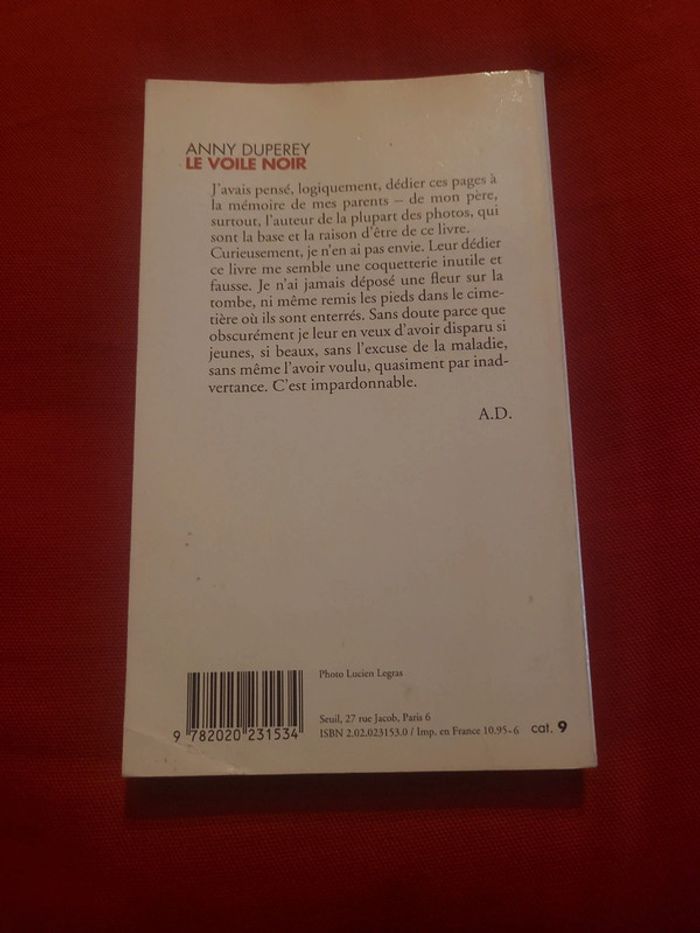 ANNY DUPEREY
LE VOILE NOIR
J'avais pensé, logiquement, dédier ces pages à
la mémoire de mes parents – de mon père,
surtout, l'auteur de la plupart des photos, qui
sont la base et la raison d'être de ce livre.
Curieusement, je n'en ai pas envie. Leur dédier
ce livre me semble une coquetterie inutile et
fausse. Je n'ai jamais déposé une fleur sur la
tombe, ni même remis les pieds dans le cime-
tière où ils sont enterrés. Sans doute parce que
obscurément je leur en veux d'avoir disparu si
jeunes, si beaux, sans l'excuse de la maladie,
sans même l'avoir voulu, quasiment par inad-
vertance. C'est impardonnable.
A.D.
Photo Lucien Legras
Seuil, 27 rue Jacob, Paris 6
ISBN 2.02.023153.0 / Imp. en France 10.95-6
cat. 9
9 782020 231534